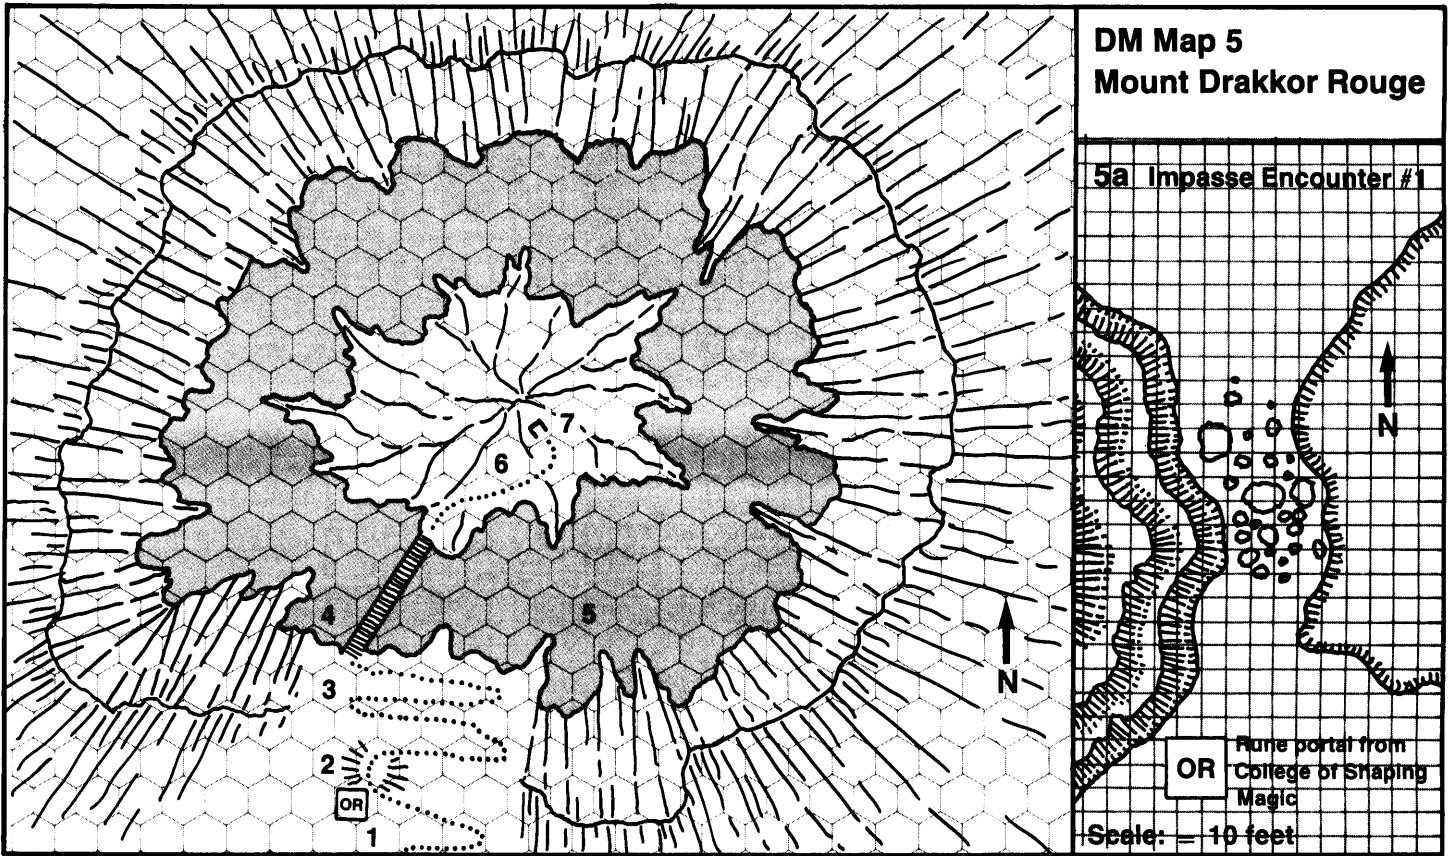 DM Map 5
Mount Drakkor Rouge
5a Impasse Encounter #1
N
7
6
4
5
N
3
2
OR
1
OR
Rune portal from
College of Shaping
Magic
Scale: = 10 feet